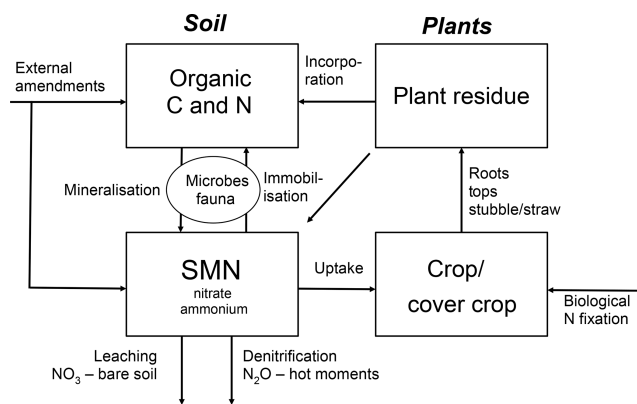 Soil
Plants
External
amendments
Organic
C and N
Incorpo-
ration
Plant residue
Mineralisation
Microbes
fauna
Immobil-
isation
Roots
tops
stubble/straw
SMN
nitrate
ammonium
Uptake
Crop/
cover crop
Biological
N fixation
Leaching
NO₃ – bare soil
Denitrification
N₂O – hot moments